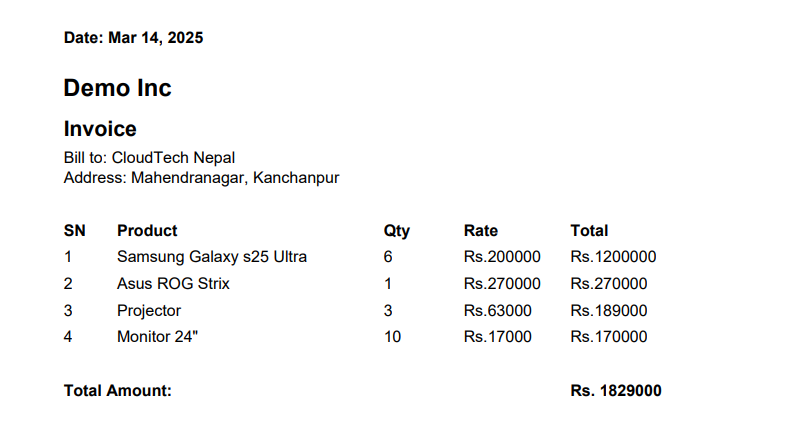 Date: Mar 14, 2025
Demo Inc
Invoice
Bill to: CloudTech Nepal
Address: Mahendranagar, Kanchanpur
SN Product Qty Rate Total
1 Samsung Galaxy s25 Ultra 6 Rs.200000 Rs.1200000
2 Asus ROG Strix 1 Rs.270000 Rs.270000
3 Projector 3 Rs.63000 Rs.189000
4 Monitor 24" 10 Rs.17000 Rs.170000
Total Amount: Rs. 1829000